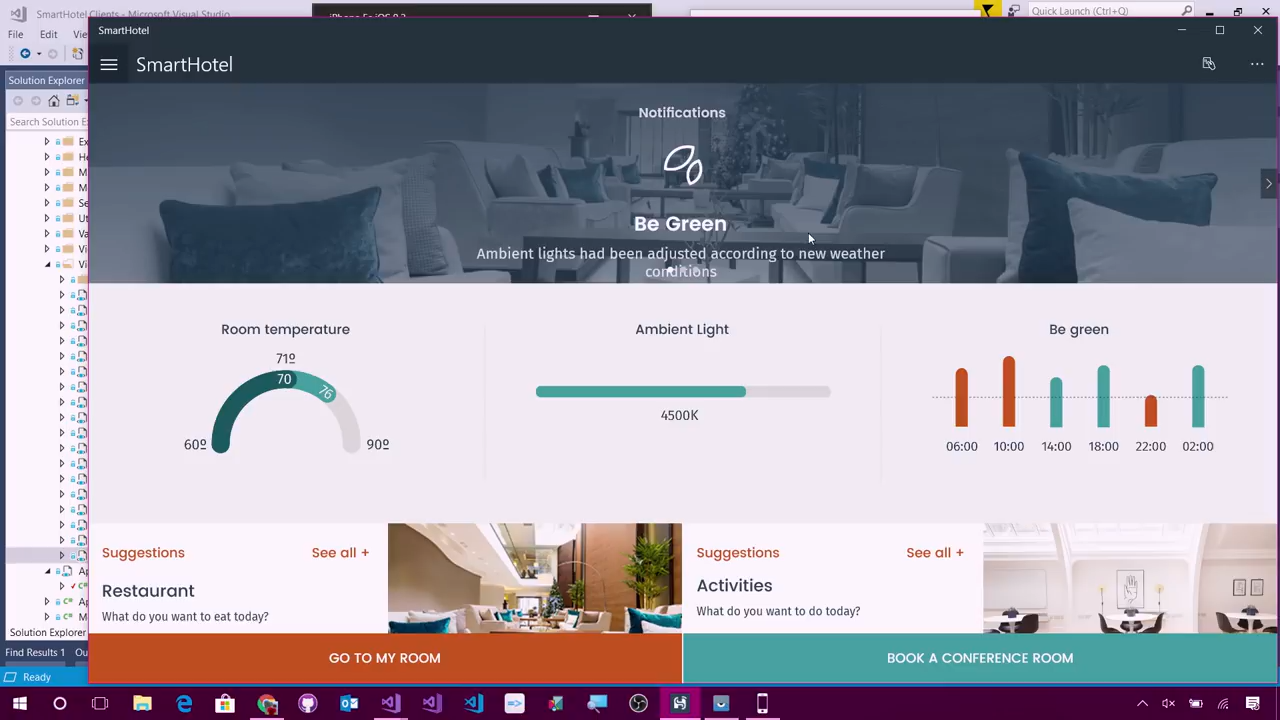 SmartHotel Clients - Microsoft Visual Studio
Quick Launch (Ctrl+Q)
File Edit
SmartHotel
SmartHotel
Solution Explorer
Notifications
Be Green
Ambient lights had been adjusted according to new weather
conditions
Room temperature
71º
70
76
60º
90º
Ambient Light
4500K
Be green
06:00 10:00 14:00 18:00 22:00 02:00
Suggestions See all +
Restaurant
What do you want to eat today?
Suggestions See all +
Activities
What do you want to do today?
GO TO MY ROOM
BOOK A CONFERENCE ROOM
Solution Explorer
Find Results 1
Ready